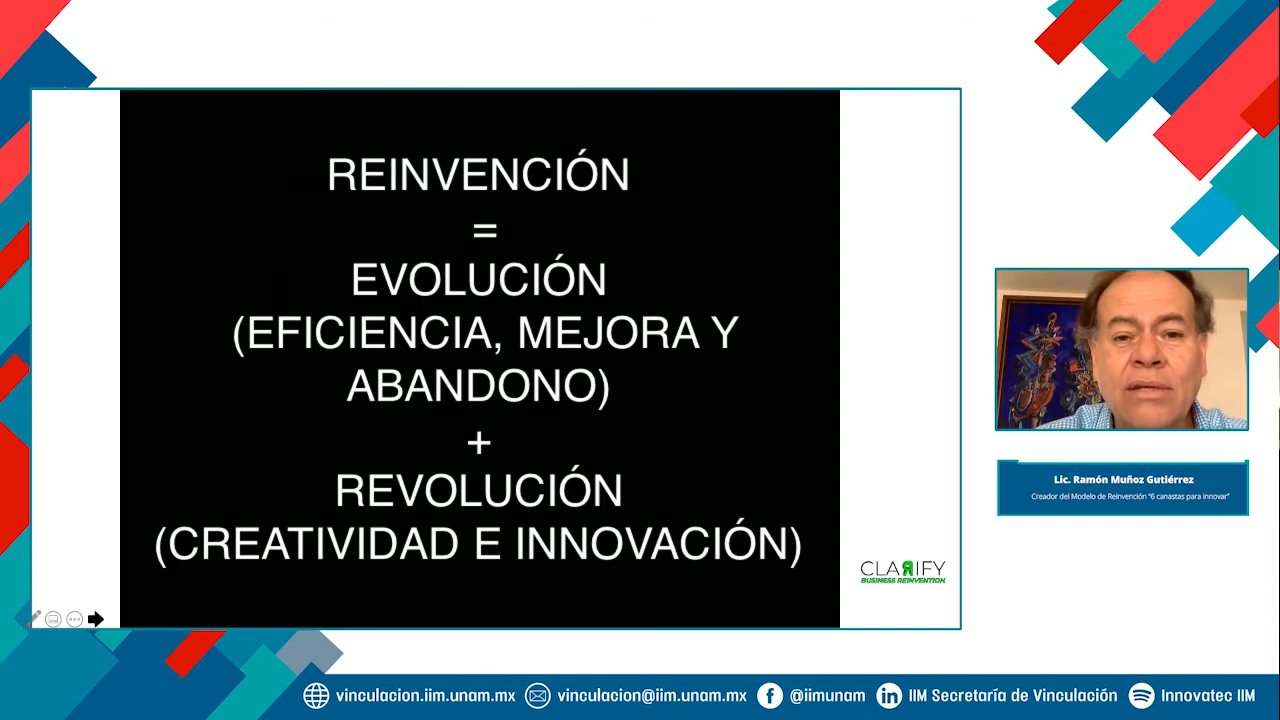 REINVENCIÓN
=
EVOLUCIÓN
(EFICIENCIA, MEJORA Y
ABANDONO)
+
REVOLUCIÓN
(CREATIVIDAD E INNOVACIÓN)
CLARIFY
BUSINESS REINVENTION
Lic. Ramón Muñoz Gutiérrez
Creador del Modelo de Reinvención "6 canastas para innovar"
vinculacion.iim.unam.mx vinculacion@iim.unam.mx @iimunam IIM Secretaría de Vinculación Innovatec IIM